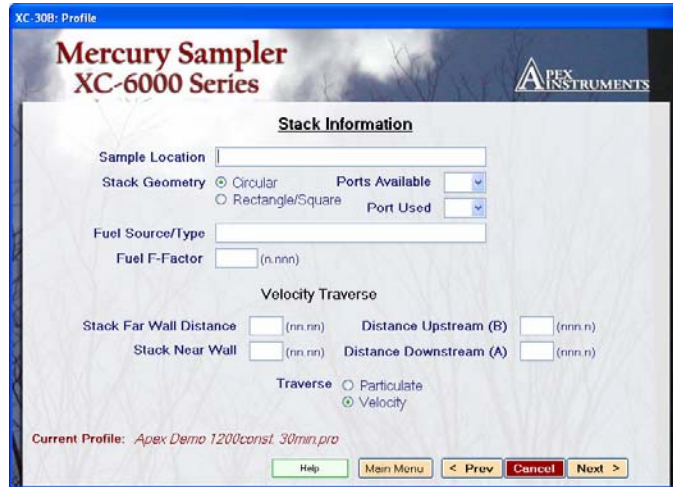 XC-30B: Profile
Mercury Sampler
XC-6000 Series
APEX
INSTRUMENTS
Stack Information
Sample Location
Stack Geometry Circular Ports Available
Rectangle/Square Port Used
Fuel Source/Type
Fuel F-Factor (n.nnn)
Velocity Traverse
Stack Far Wall Distance (nn.nn) Distance Upstream (B) (nnn.n)
Stack Near Wall (nn.nn) Distance Downstream (A) (nnn.n)
Traverse Particulate
Velocity
Current Profile: Apex Demo 1200const. 30min.pro
Help Main Menu < Prev Cancel Next >